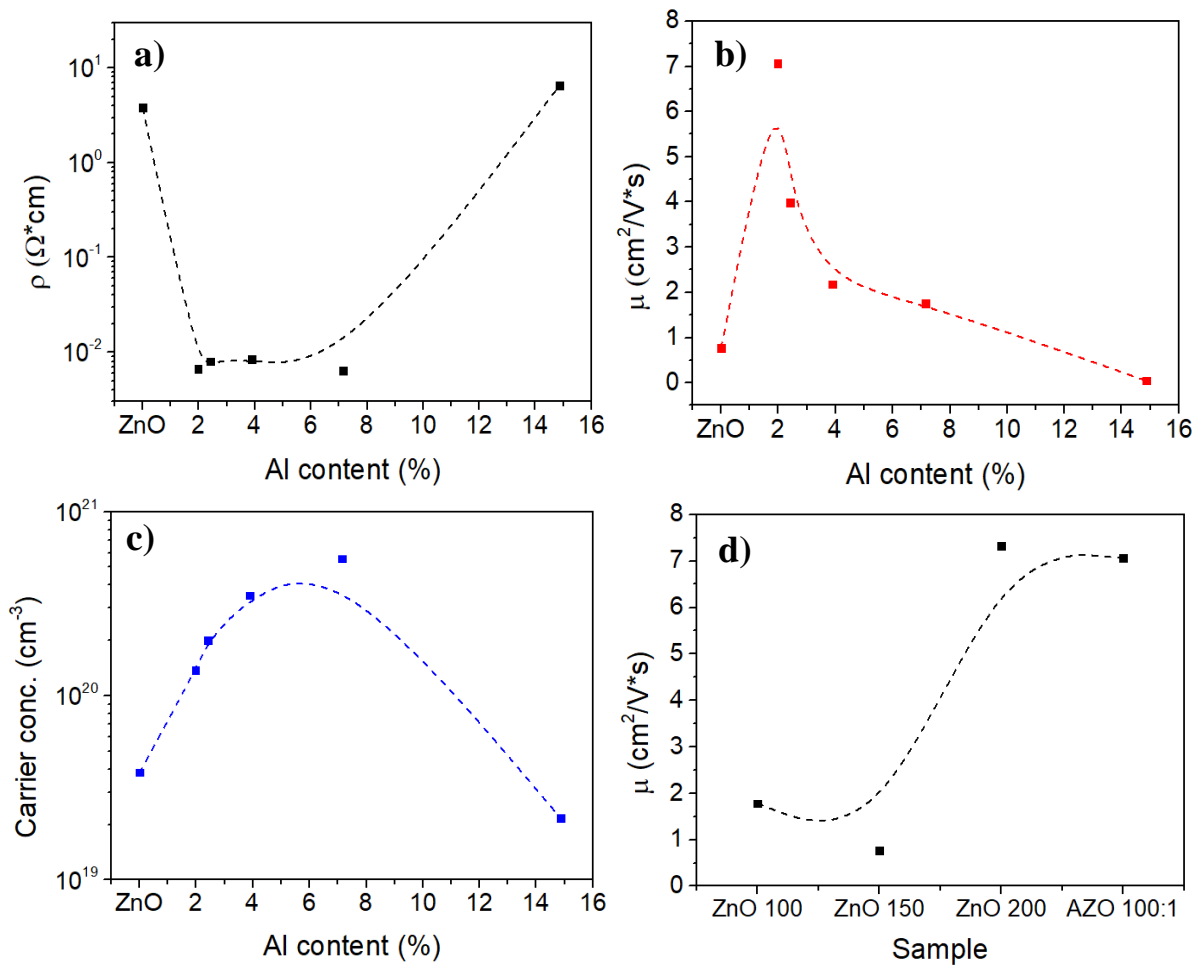 a)
10¹
10⁰
10⁻¹
10⁻²
ρ (Ω*cm)
ZnO 2 4 6 8 10 12 14 16
Al content (%)
b)
8
7
6
5
4
3
2
1
0
μ (cm²/V*s)
ZnO 2 4 6 8 10 12 14 16
Al content (%)
c)
10²¹
10²⁰
10¹⁹
Carrier conc. (cm⁻³)
ZnO 2 4 6 8 10 12 14 16
Al content (%)
d)
8
7
6
5
4
3
2
1
0
μ (cm²/V*s)
ZnO 100 ZnO 150 ZnO 200 AZO 100:1
Sample